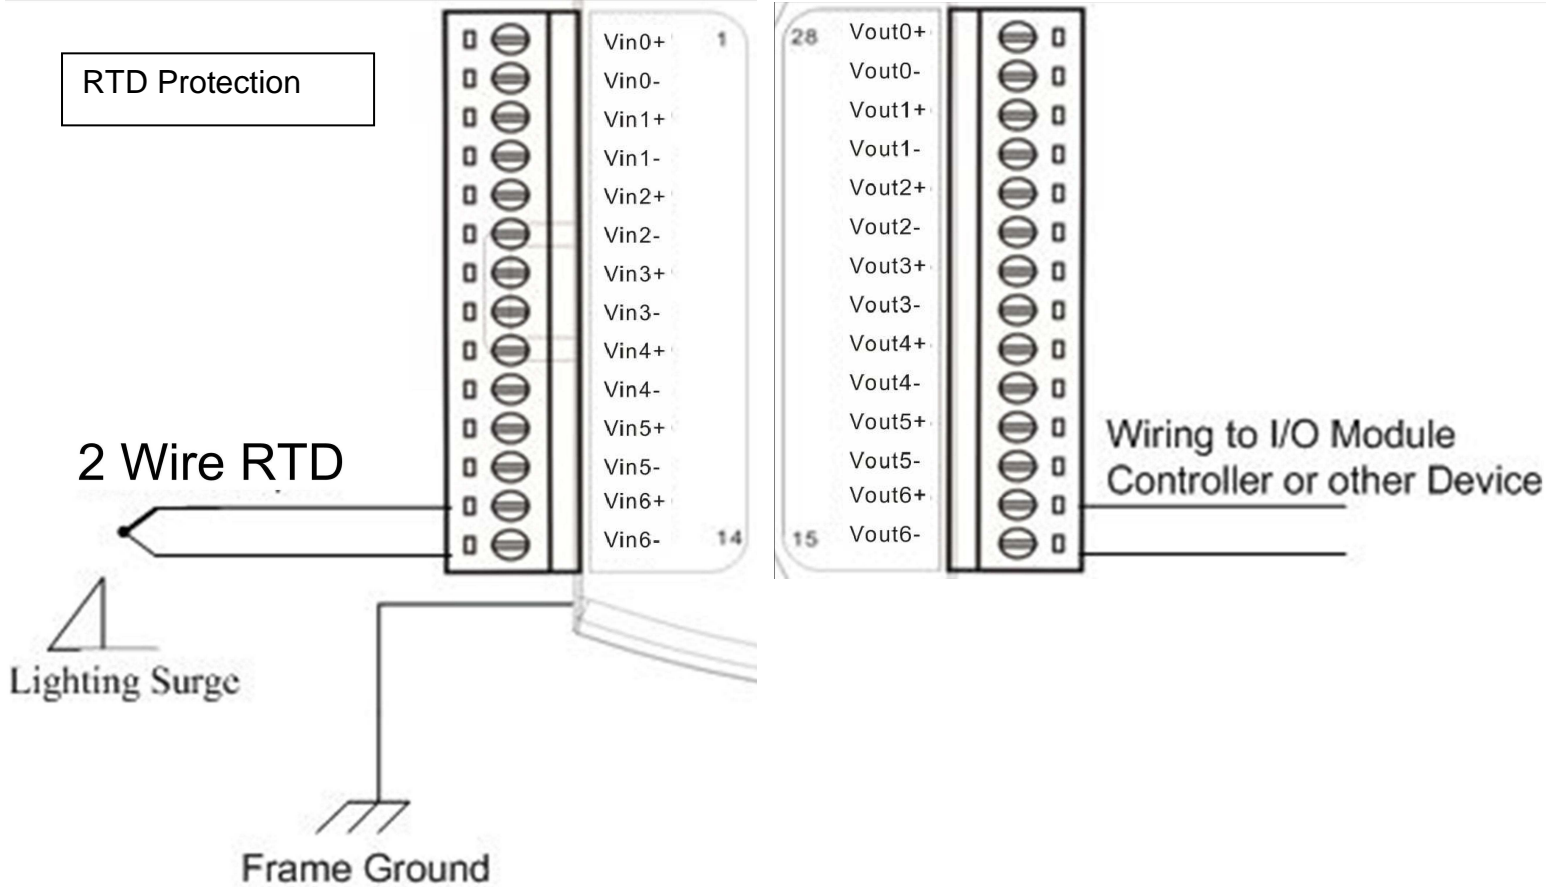 RTD Protection
Vin0+ 1
Vin0-
Vin1+
Vin1-
Vin2+
Vin2-
Vin3+
Vin3-
Vin4+
Vin4-
Vin5+
Vin5-
Vin6+
Vin6- 14
28 Vout0+
Vout0-
Vout1+
Vout1-
Vout2+
Vout2-
Vout3+
Vout3-
Vout4+
Vout4-
Vout5+
Vout5-
Vout6+
15 Vout6-
2 Wire RTD
Wiring to I/O Module
Controller or other Device
Lighting Surge
Frame Ground